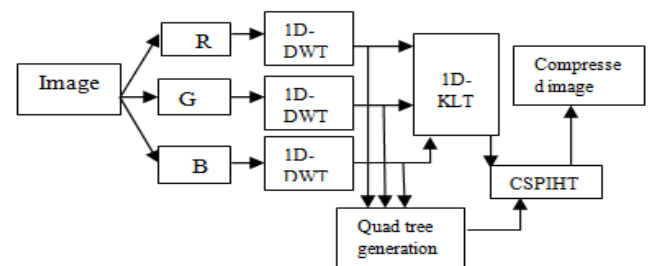 Image
R
G
B
1D-
DWT
1D-
DWT
1D-
DWT
1D-
KLT
Compresse
d image
CSPIHT
Quad tree
generation